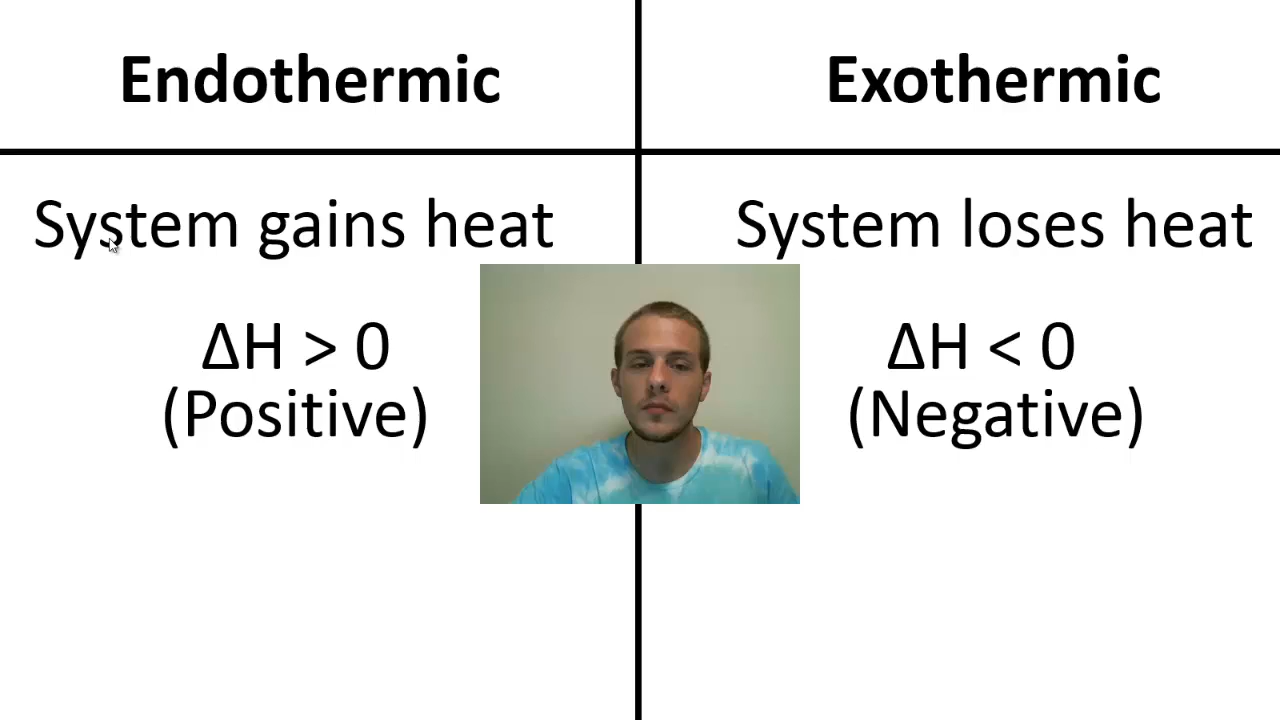 Endothermic
Exothermic
System gains heat
System loses heat
ΔH > 0
(Positive)
ΔH < 0
(Negative)